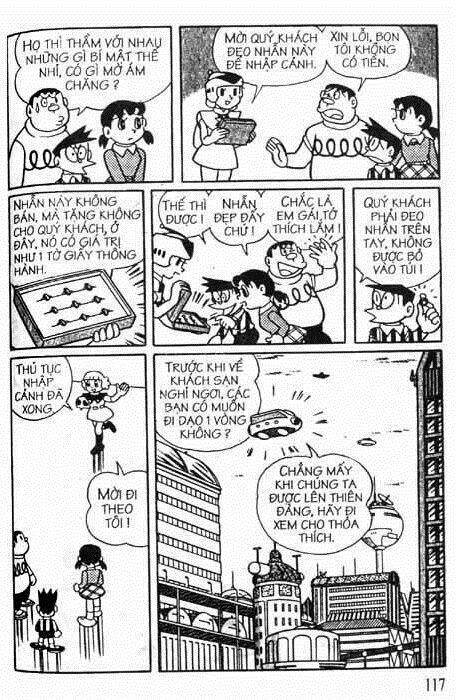 HỌ THÌ THẦM VỚI NHAU
NHỮNG GÌ BÍ MẬT THẾ
NHỈ, CÓ GÌ MỜ ÁM
CHĂNG ?
MỜI QUÝ KHÁCH
ĐEO NHẪN NÀY
ĐỂ NHẬP CẢNH.
XIN LỖI, BỌN
TÔI KHÔNG
CÓ TIỀN.
NHẪN NÀY KHÔNG
BÁN, MÀ TẶNG KHÔNG
CHO QUÝ KHÁCH, Ở
ĐÂY, NÓ CÓ GIÁ TRỊ
NHƯ 1 TỜ GIẤY THÔNG
HÀNH.
THẾ THÌ
ĐƯỢC !
NHẪN
ĐẸP ĐẤY
CHỨ !
CHẮC LÀ
EM GÁI TỚ
THÍCH LẮM !
QUÝ KHÁCH
PHẢI ĐEO
NHẪN TRÊN
TAY, KHÔNG
ĐƯỢC BỎ
VÀO TÚI !
THỦ TỤC
NHẬP
CẢNH ĐÃ
XONG.
MỜI ĐI
THEO
TÔI !
TRƯỚC KHI VỀ
KHÁCH SẠN
NGHỈ NGƠI, CÁC
BẠN CÓ MUỐN
ĐI DẠO 1 VÒNG
KHÔNG ?
CHẲNG MẤY
KHI CHÚNG TA
ĐƯỢC LÊN THIÊN
ĐÀNG, HÃY ĐI
XEM CHO THỎA
THÍCH.
117